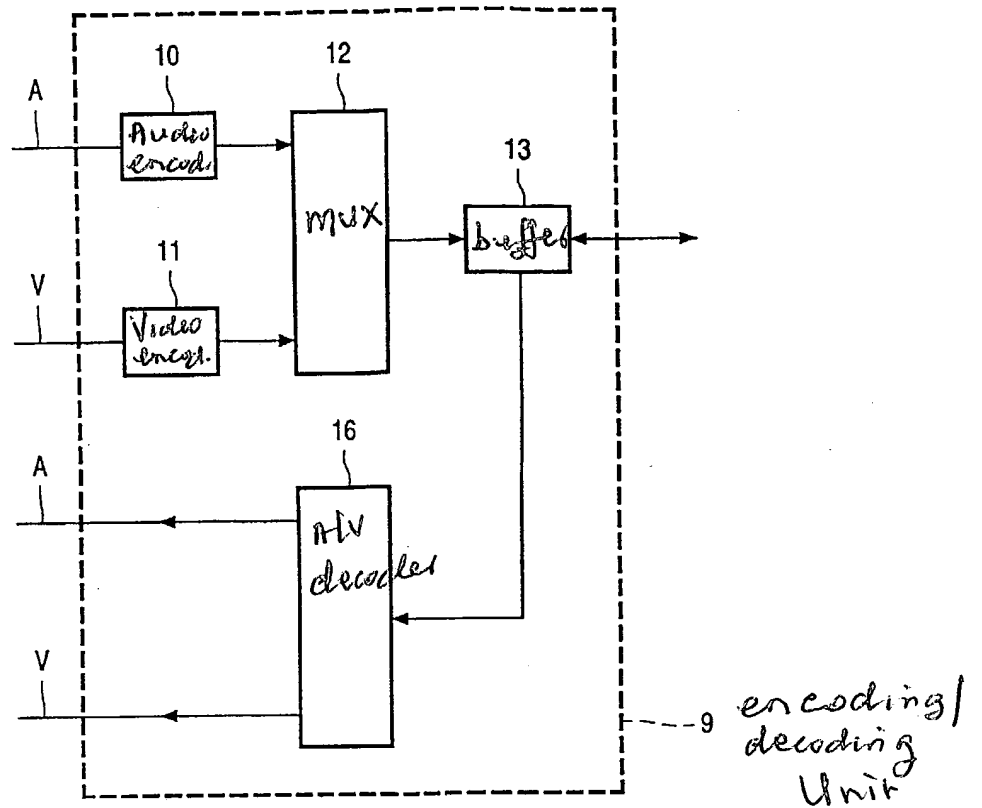 10
12
A
Audio
encod.
13
MUX
buffer
11
V
Video
encod.
16
A
A/V
decoder
V
9
encoding/
decoding
Unit